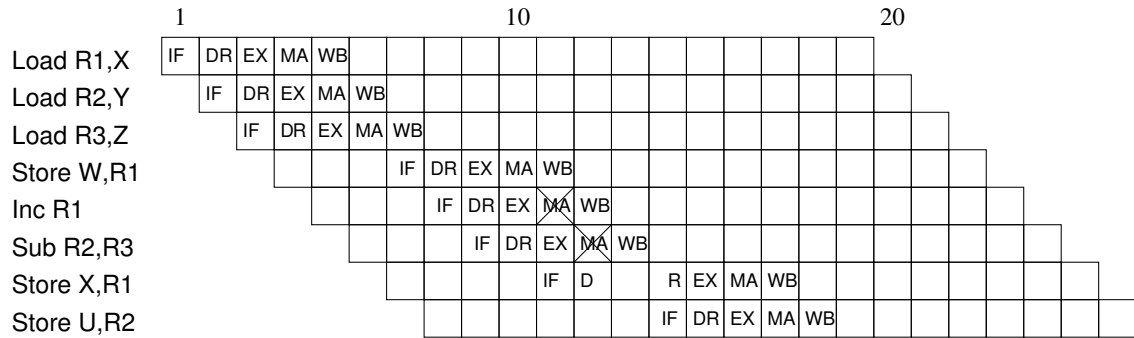 1 10 20
Load R1,X IF DR EX MA WB
Load R2,Y IF DR EX MA WB
Load R3,Z IF DR EX MA WB
Store W,R1 IF DR EX MA WB
Inc R1 IF DR EX MA WB
Sub R2,R3 IF DR EX MA WB
Store X,R1 IF D R EX MA WB
Store U,R2 IF DR EX MA WB